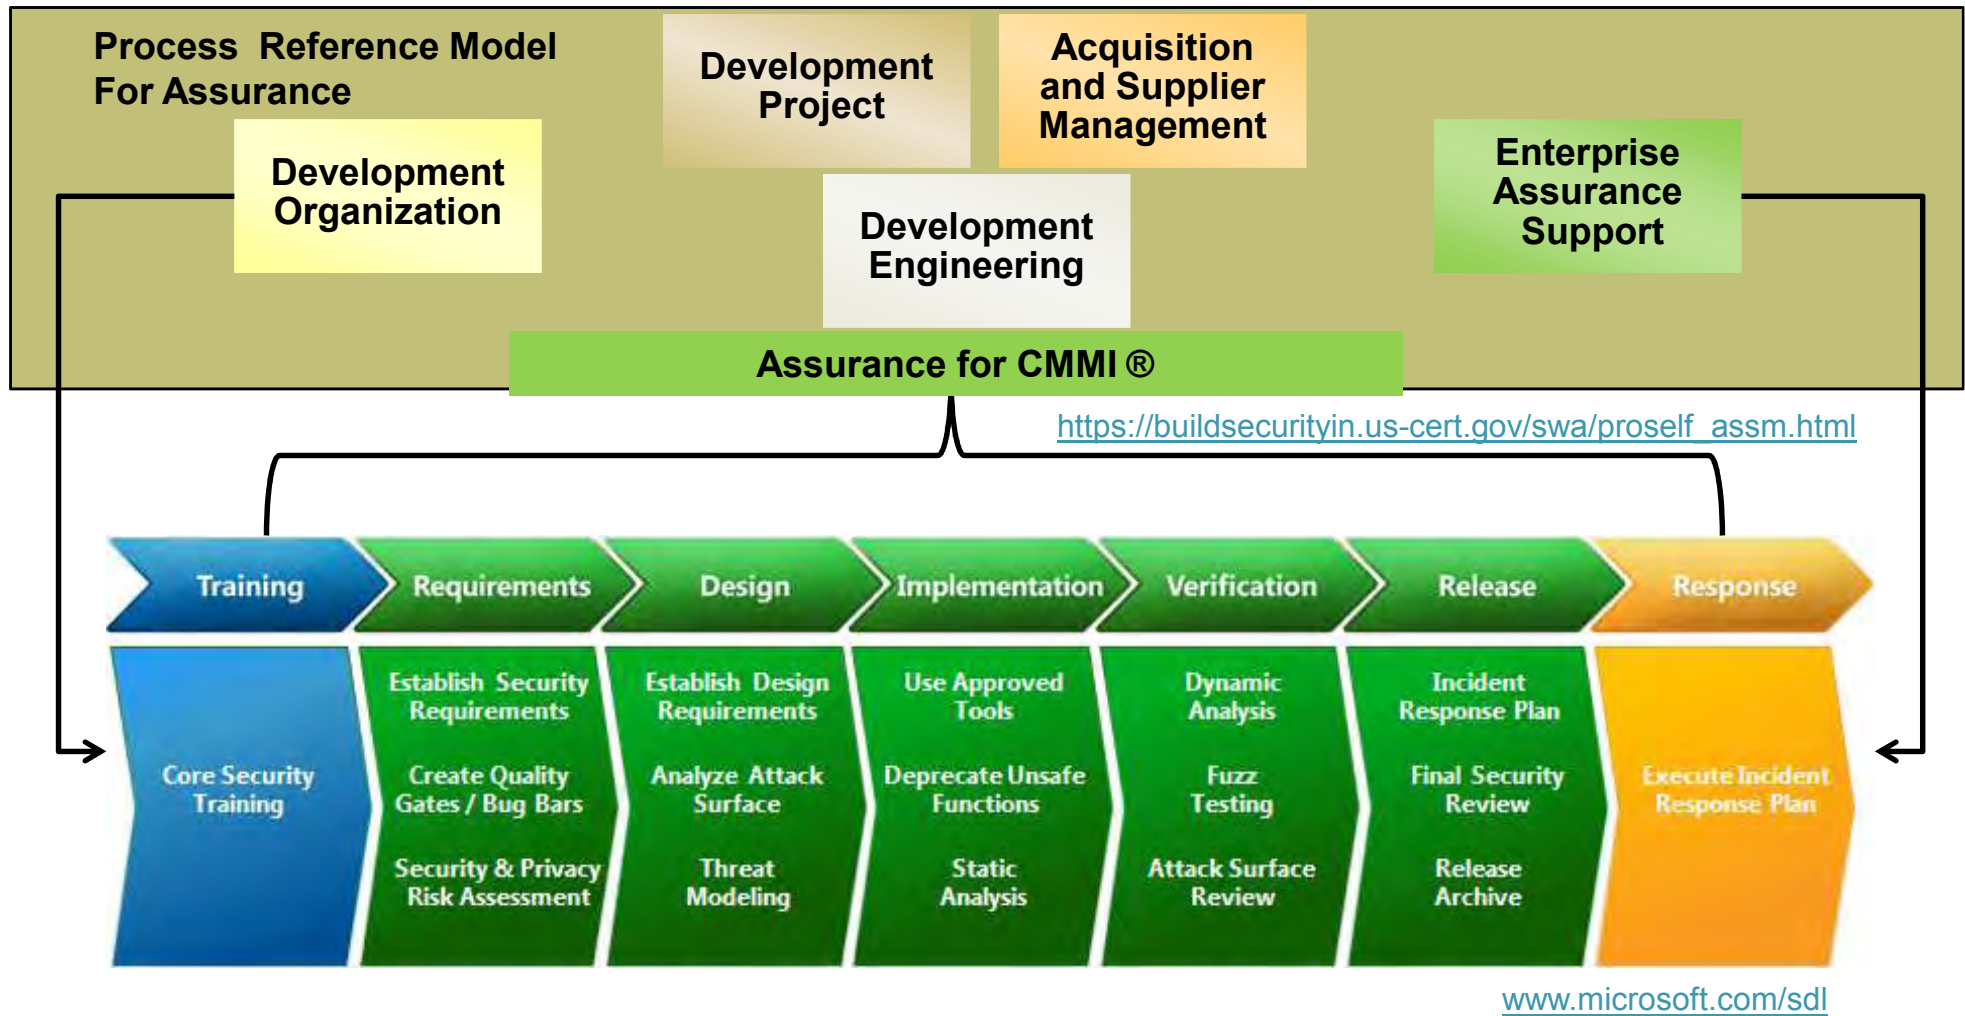 Process Reference Model
For Assurance
Development
Project
Acquisition
and Supplier
Management
Development
Organization
Enterprise
Assurance
Support
Development
Engineering
Assurance for CMMI ®
https://buildsecurityin.us-cert.gov/swa/proself_assm.html
Training
Requirements
Design
Implementation
Verification
Release
Response
Core Security
Training
Establish Security
Requirements
Create Quality
Gates / Bug Bars
Security & Privacy
Risk Assessment
Establish Design
Requirements
Analyze Attack
Surface
Threat
Modeling
Use Approved
Tools
Deprecate Unsafe
Functions
Static
Analysis
Dynamic
Analysis
Fuzz
Testing
Attack Surface
Review
Incident
Response Plan
Final Security
Review
Release
Archive
Execute Incident
Response Plan
www.microsoft.com/sdl